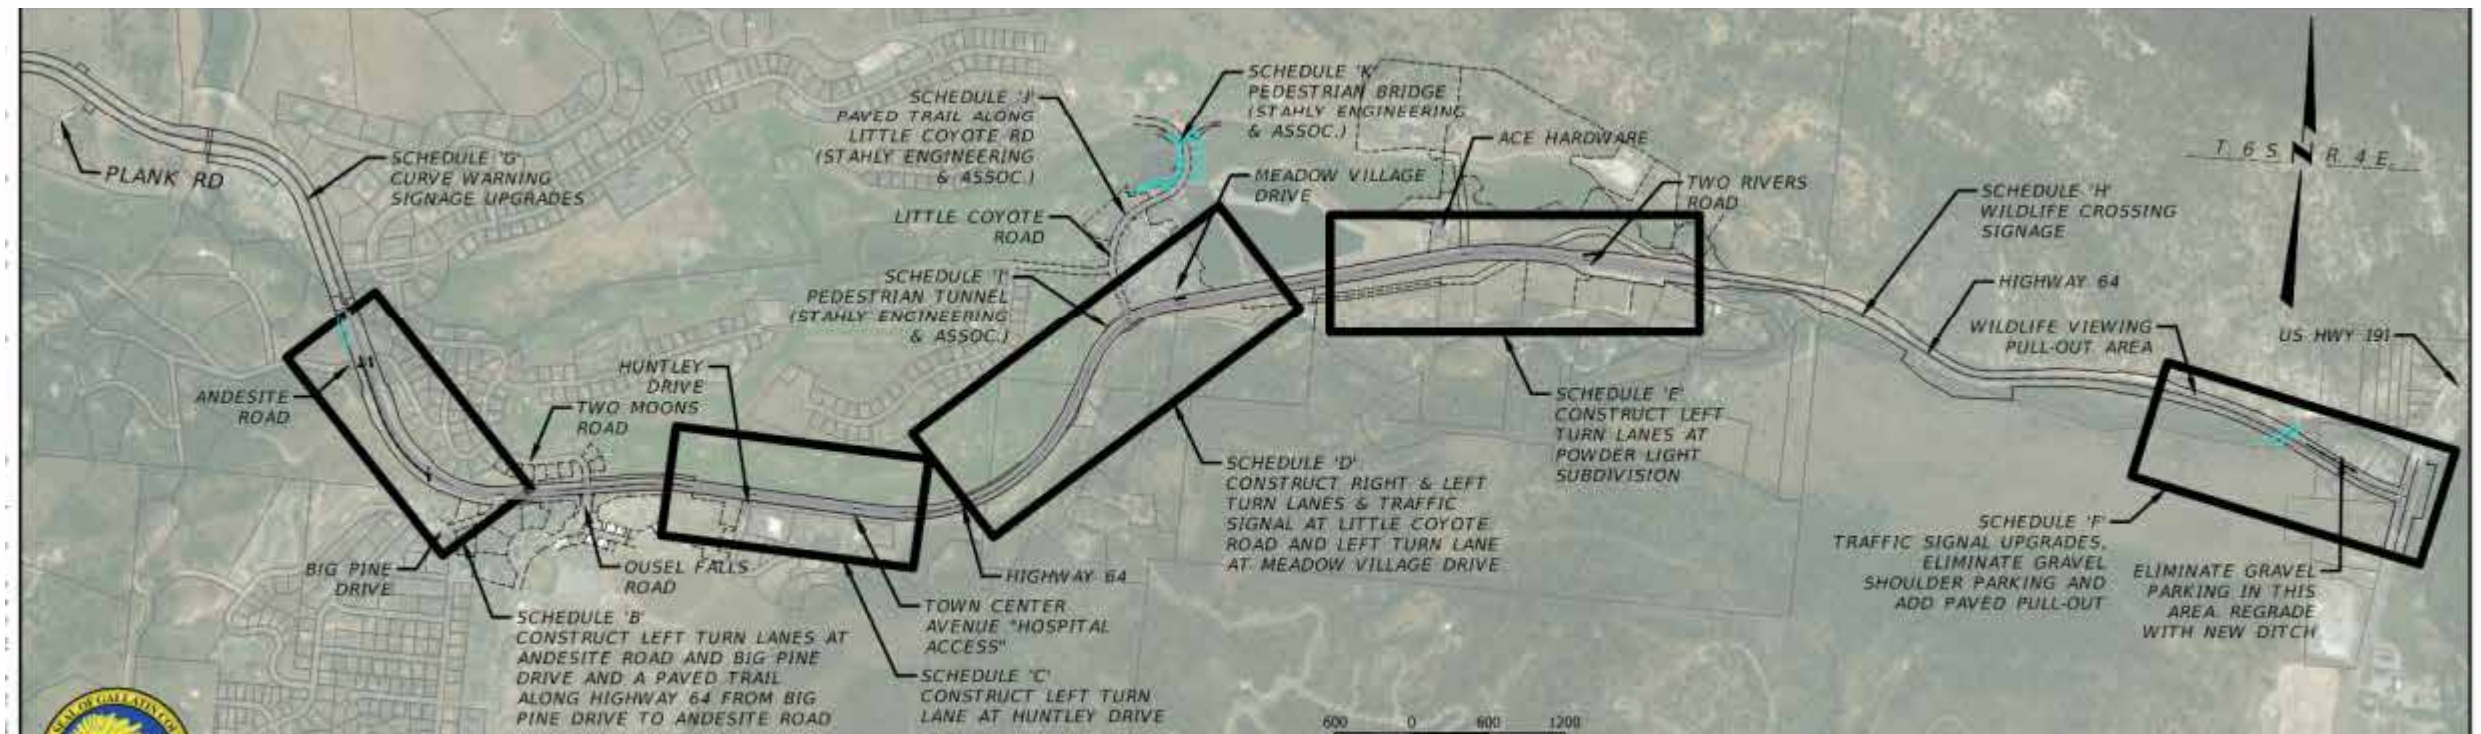 PLANK RD
SCHEDULE 'G'
CURVE WARNING
SIGNAGE UPGRADES
SCHEDULE 'J'
PAVED TRAIL ALONG
LITTLE COYOTE RD
(STAHLY ENGINEERING
& ASSOC.)
SCHEDULE 'K'
PEDESTRIAN BRIDGE
(STAHLY ENGINEERING
& ASSOC.)
ACE HARDWARE
MEADOW VILLAGE
DRIVE
TWO RIVERS
ROAD
LITTLE COYOTE
ROAD
SCHEDULE 'I'
PEDESTRIAN TUNNEL
(STAHLY ENGINEERING
& ASSOC.)
SCHEDULE 'H'
WILDLIFE CROSSING
SIGNAGE
T. 6 S. N R. 4 E.
HIGHWAY 64
WILDLIFE VIEWING
PULL-OUT AREA
US HWY 191
ANDESITE
ROAD
HUNTLEY
DRIVE
TWO MOONS
ROAD
BIG PINE
DRIVE
OUSEL FALLS
ROAD
SCHEDULE 'B'
CONSTRUCT LEFT TURN LANES AT
ANDESITE ROAD AND BIG PINE
DRIVE AND A PAVED TRAIL
ALONG HIGHWAY 64 FROM BIG
PINE DRIVE TO ANDESITE ROAD
HIGHWAY 64
TOWN CENTER
AVENUE "HOSPITAL
ACCESS"
SCHEDULE 'C'
CONSTRUCT LEFT TURN
LANE AT HUNTLEY DRIVE
SCHEDULE 'D'
CONSTRUCT RIGHT & LEFT
TURN LANES & TRAFFIC
SIGNAL AT LITTLE COYOTE
ROAD AND LEFT TURN LANE
AT MEADOW VILLAGE DRIVE
SCHEDULE 'E'
CONSTRUCT LEFT
TURN LANES AT
POWDER LIGHT
SUBDIVISION
SCHEDULE 'F'
TRAFFIC SIGNAL UPGRADES,
ELIMINATE GRAVEL
SHOULDER PARKING AND
ADD PAVED PULL-OUT
ELIMINATE GRAVEL
PARKING IN THIS
AREA. REGRADE
WITH NEW DITCH
600 0 600 1200
SEAL OF GALLATIN CO